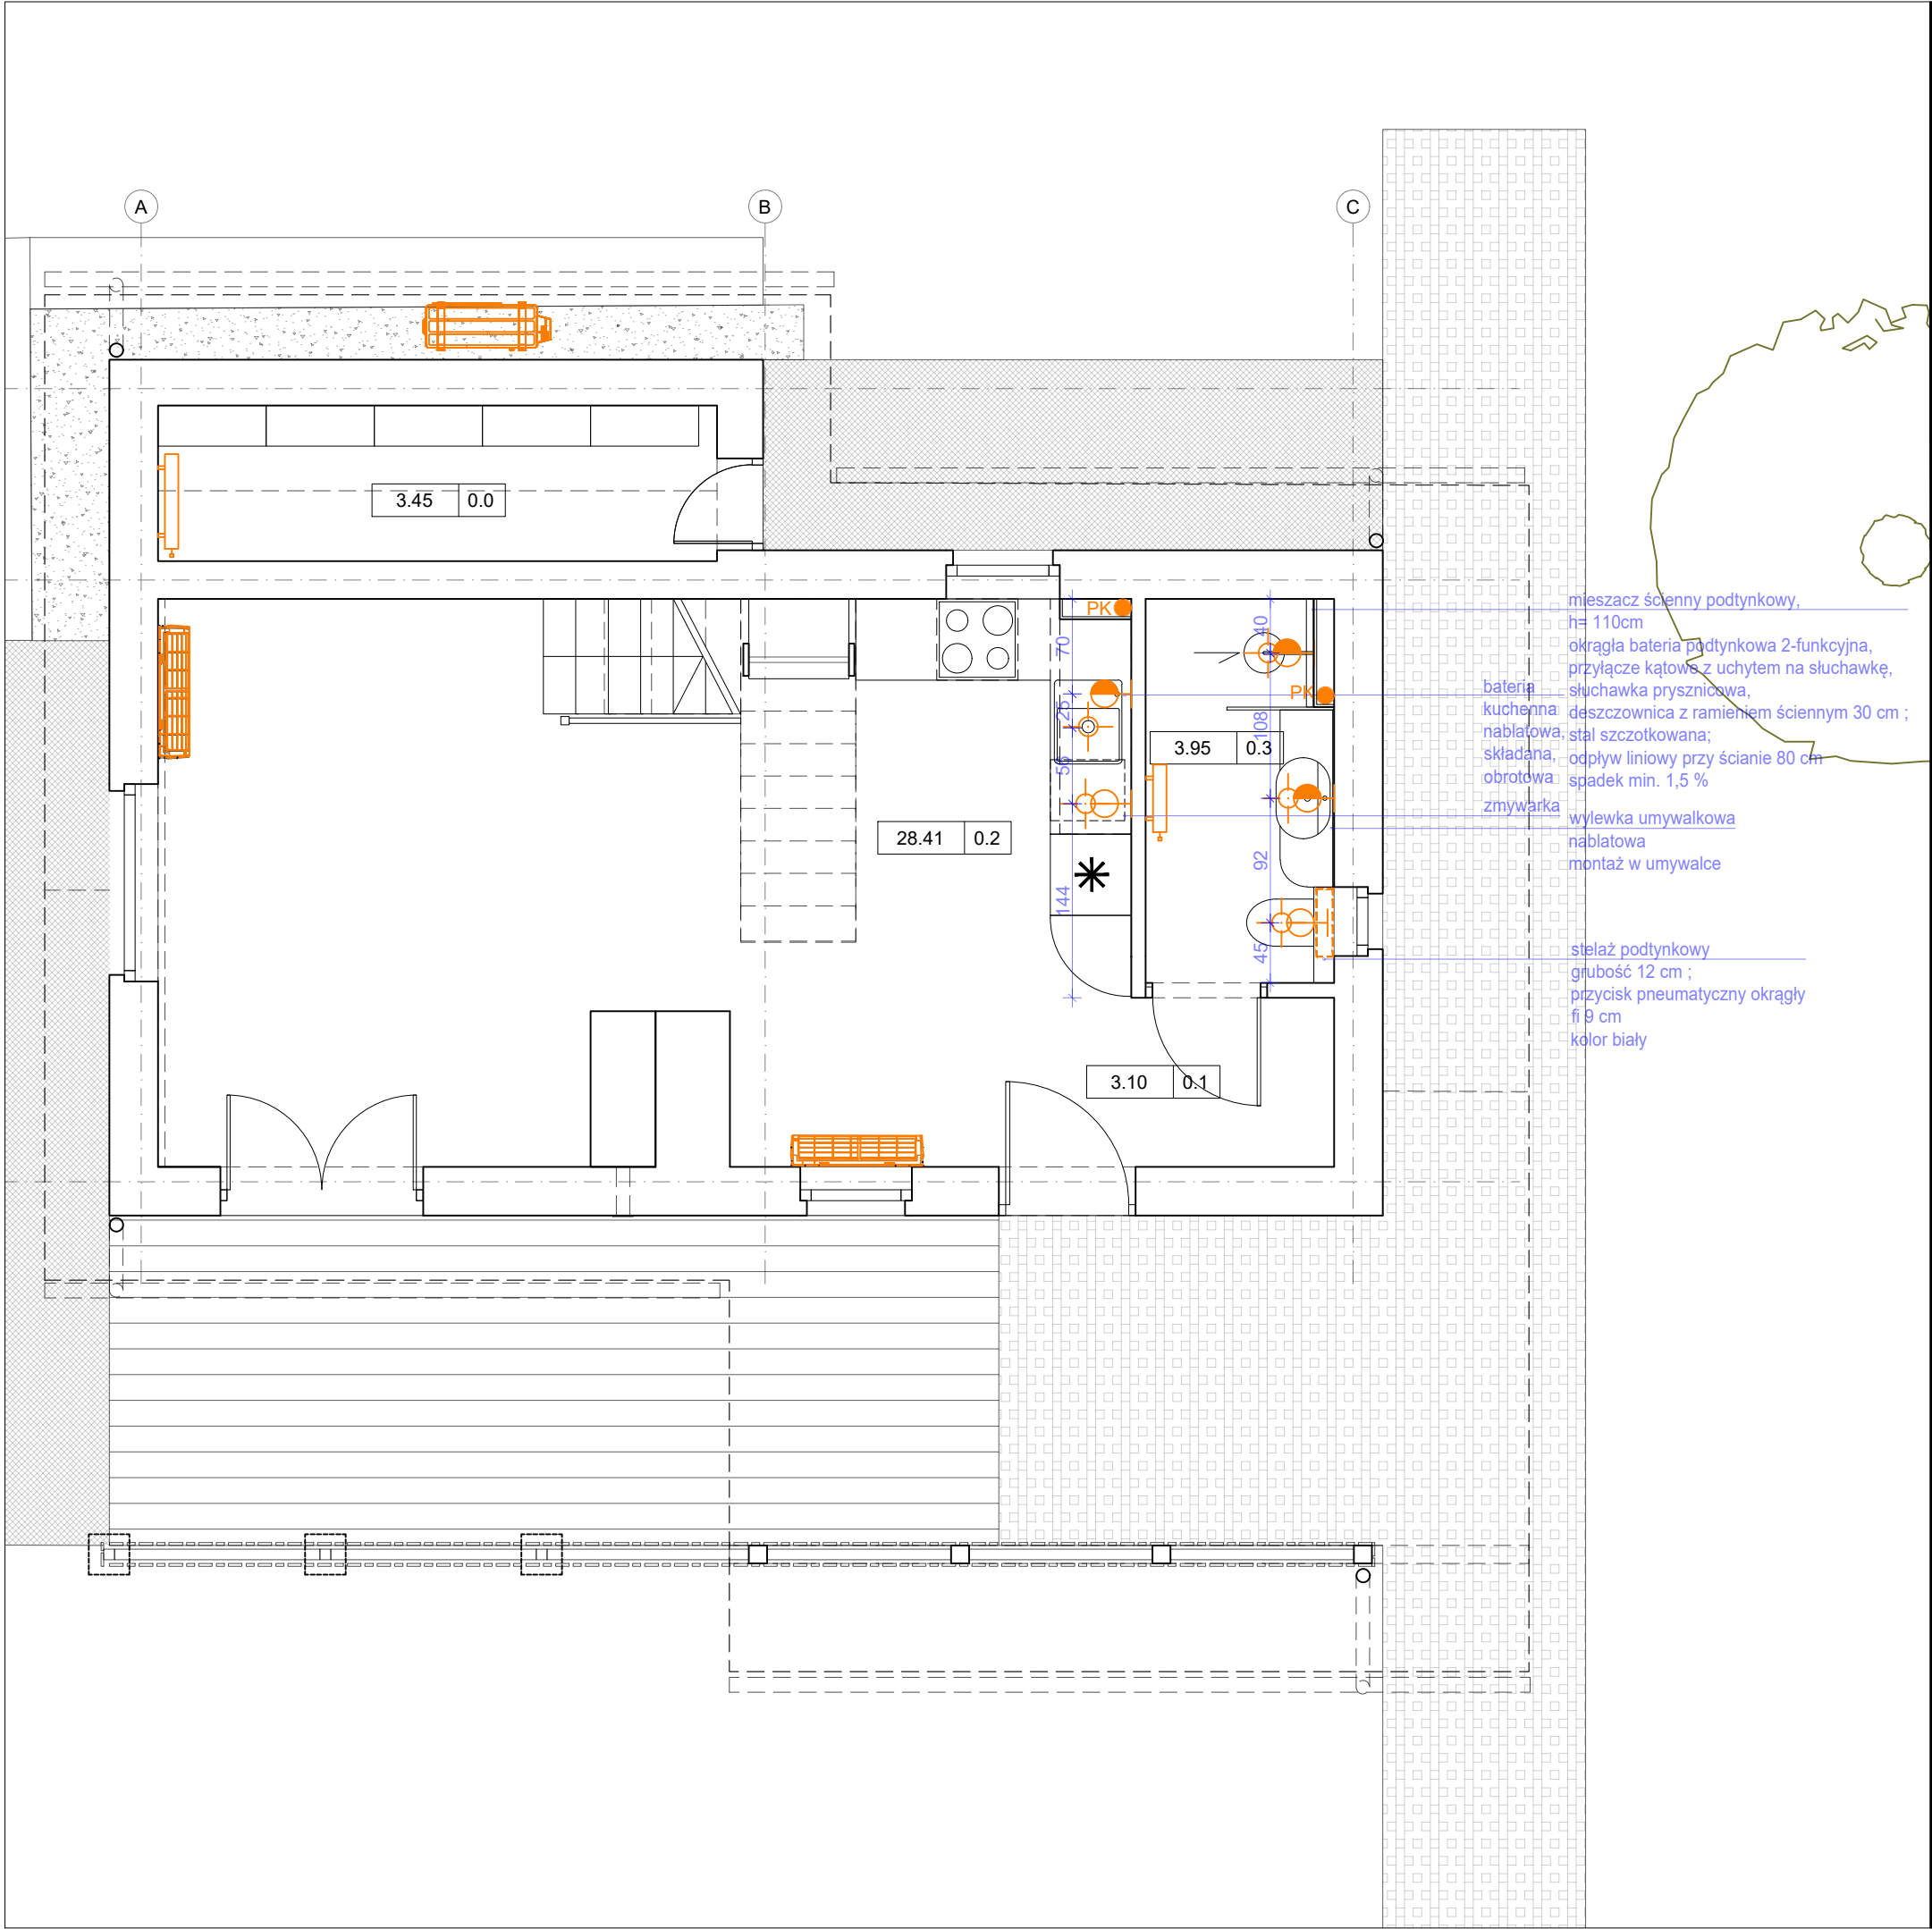 A
B
C
3.45 0.0
PK
70
25
56
144
40
PK
108
92
45
3.95 0.3
28.41 0.2
3.10 0.1
mieszacz ścienny podtynkowy,
h= 110cm
okrągła bateria podtynkowa 2-funkcyjna,
przyłącze kątowe z uchytem na słuchawkę,
słuchawka prysznicowa,
deszczownica z ramieniem ściennym 30 cm ;
stal szczotkowana;
odpływ liniowy przy ścianie 80 cm
spadek min. 1,5 %
bateria
kuchenna
nablatowa,
składana,
obrotowa
zmywarka
wylewka umywalkowa
nablatowa
montaż w umywalce
stelaż podtynkowy
grubość 12 cm ;
przycisk pneumatyczny okrągły
fi 9 cm
kolor biały